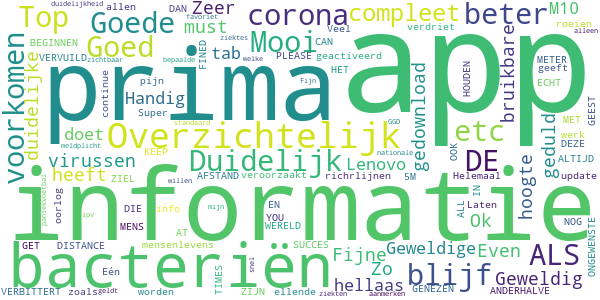 duidelijkheid
allen
DAN
favoriet
Zeer
corona
compleet
M10
Top
Goede
must
ziektes
Veel
CAN
verdriet
roeien
beter
BEGINNEN
VERVUILD
zichtbaar
Goed
FINED
tab
Mooi
PLEASE
geactiveerd
alleen
voorkomen
duidelijke
pijn
bepaalde
welke
HET
Fijn
METER
geeft
bruikbare
HOUDEN
ECHT
prima
app
continue
Handig
Super
standaard
GGD
gedownload
MET
werk
GEEST
doet
Overzichtelijk
etc
geduld
DEZE
meldplicht
KEEP
nationale
OOK
virussen
Duidelijk
Lenovo
DE
hoogte
ALTIJD
heeft
ZIEL
AFSTAND
veroorzaakt
richrlijnen
5M
Helemaal
update
paniekvoetbal
oorlog
willen
mijn
ALL
IN
informatie
DIE
EN
Laten
ipv
info
YOU
WERELD
Ok
NOG
MENS
AT
ONGEWENSTE
GET
DISTANCE
mensenlevens
SUCCES
Fijne
Geweldige
Even
ALS
bacteriën
TIMES
snel
Zo
blijf
Geweldig
Eén
hellaas
GENEZEN
VERBITTERT
zoals
geldt
worden
ZIJN
ellende
ziekten
aanmerken
ANDERHALVE